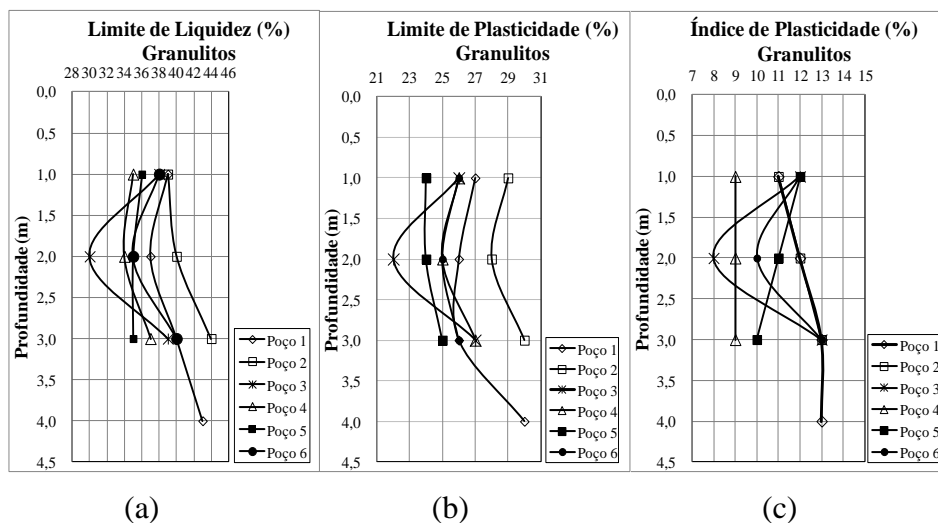 Limite de Liquidez (%)
Granulitos
28 30 32 34 36 38 40 42 44 46
0,0
0,5
1,0
1,5
2,0
2,5
3,0
3,5
4,0
4,5
Profundidade (m)
Poço 1
Poço 2
Poço 3
Poço 4
Poço 5
Poço 6
(a)
Limite de Plasticidade (%)
Granulitos
21 23 25 27 29 31
0,0
0,5
1,0
1,5
2,0
2,5
3,0
3,5
4,0
4,5
Profundidade (m)
Poço 1
Poço 2
Poço 3
Poço 4
Poço 5
Poço 6
(b)
Índice de Plasticidade (%)
Granulitos
7 8 9 10 11 12 13 14 15
0,0
0,5
1,0
1,5
2,0
2,5
3,0
3,5
4,0
4,5
Profundidade (m)
Poço 1
Poço 2
Poço 3
Poço 4
Poço 5
Poço 6
(c)